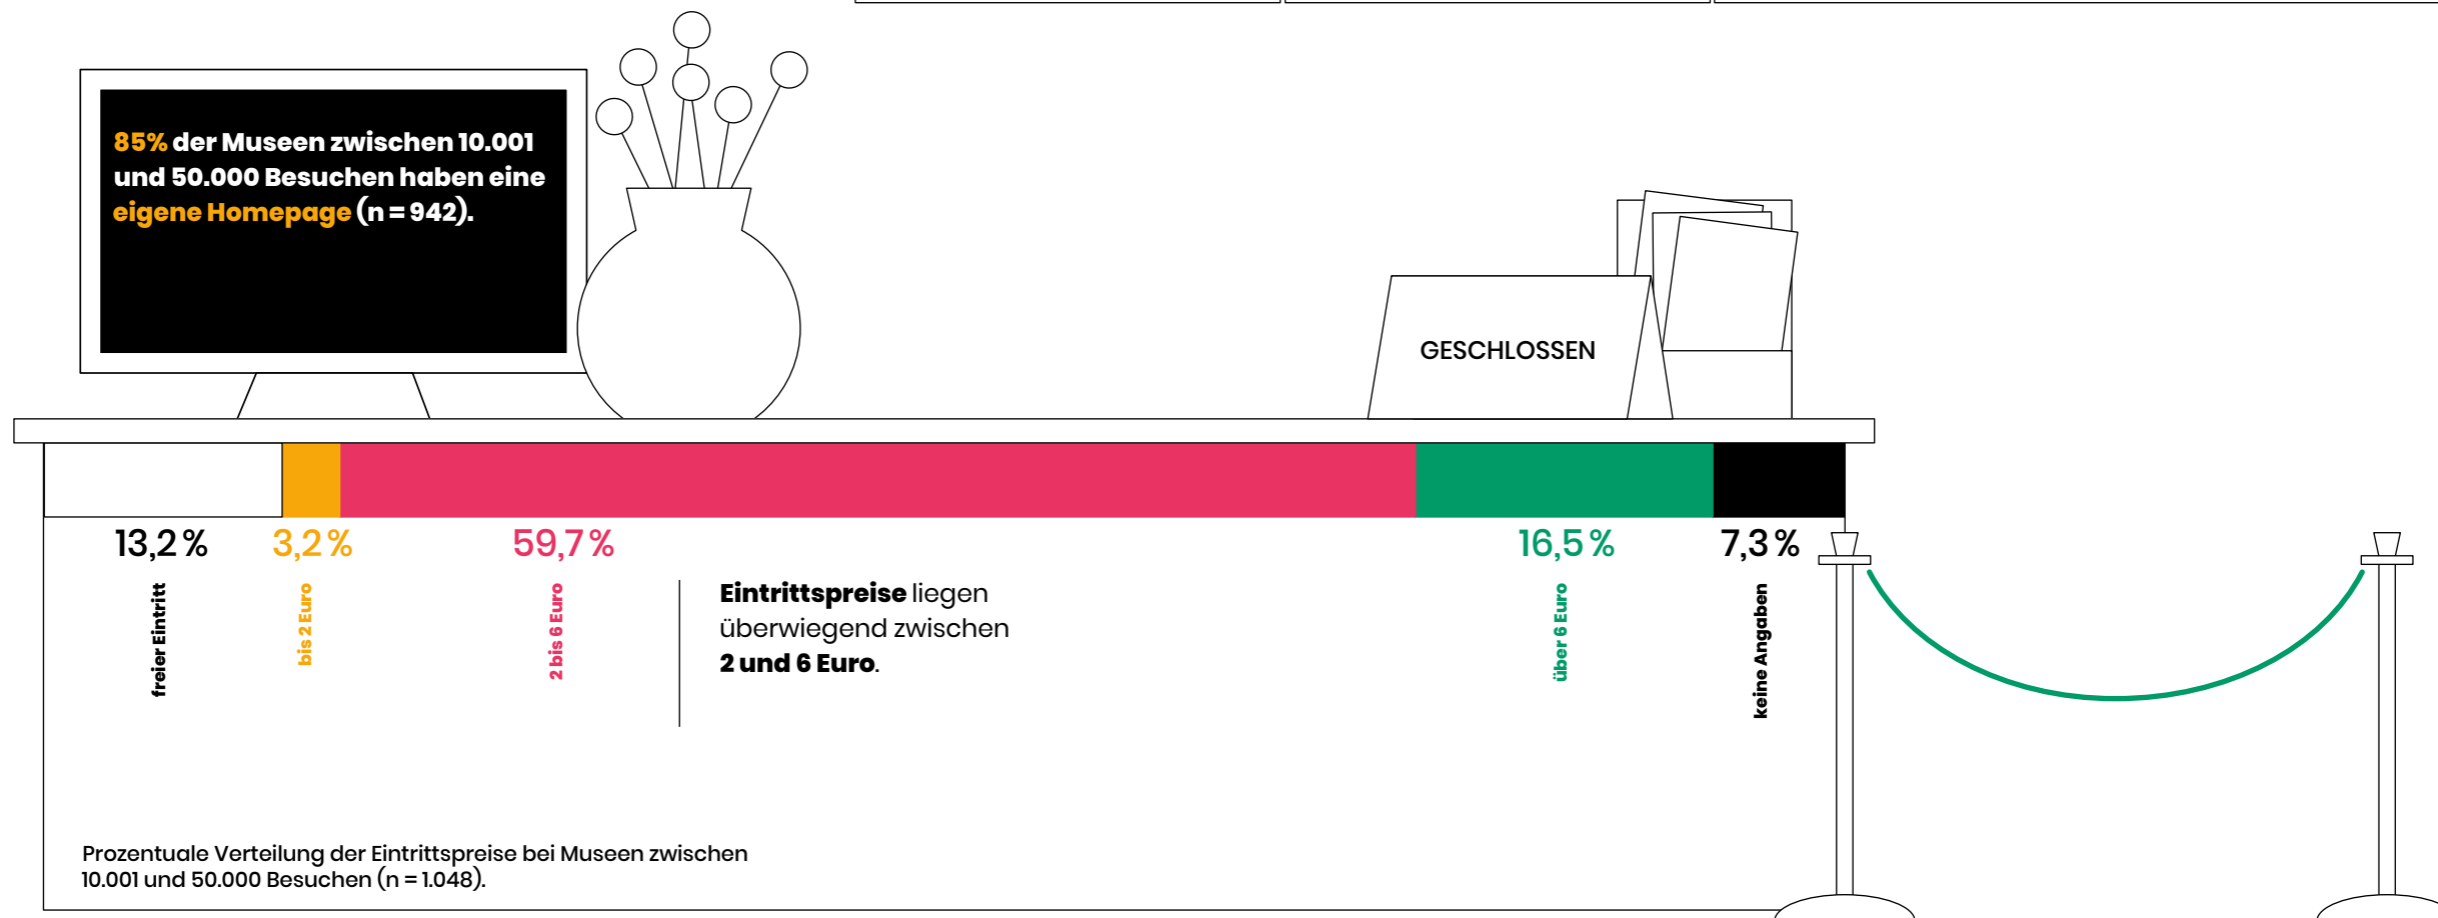 85% der Museen zwischen 10.001
und 50.000 Besuchen haben eine
eigene Homepage (n = 942).
GESCHLOSSEN
13,2 %
3,2 %
59,7 %
16,5 %
7,3 %
freier Eintritt
bis 2 Euro
2 bis 6 Euro
über 6 Euro
keine Angaben
Eintrittspreise liegen
überwiegend zwischen
2 und 6 Euro.
Prozentuale Verteilung der Eintrittspreise bei Museen zwischen
10.001 und 50.000 Besuchen (n = 1.048).